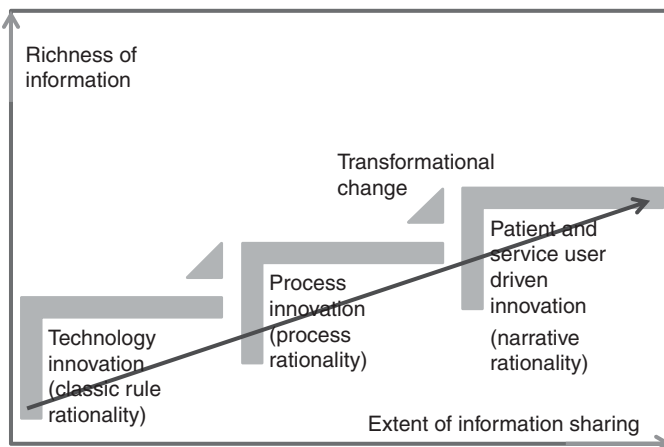 Richness of
information
Transformational
change
Patient and
service user
driven
innovation
(narrative
rationality)
Process
innovation
(process
rationality)
Technology
innovation
(classic rule
rationality)
Extent of information sharing